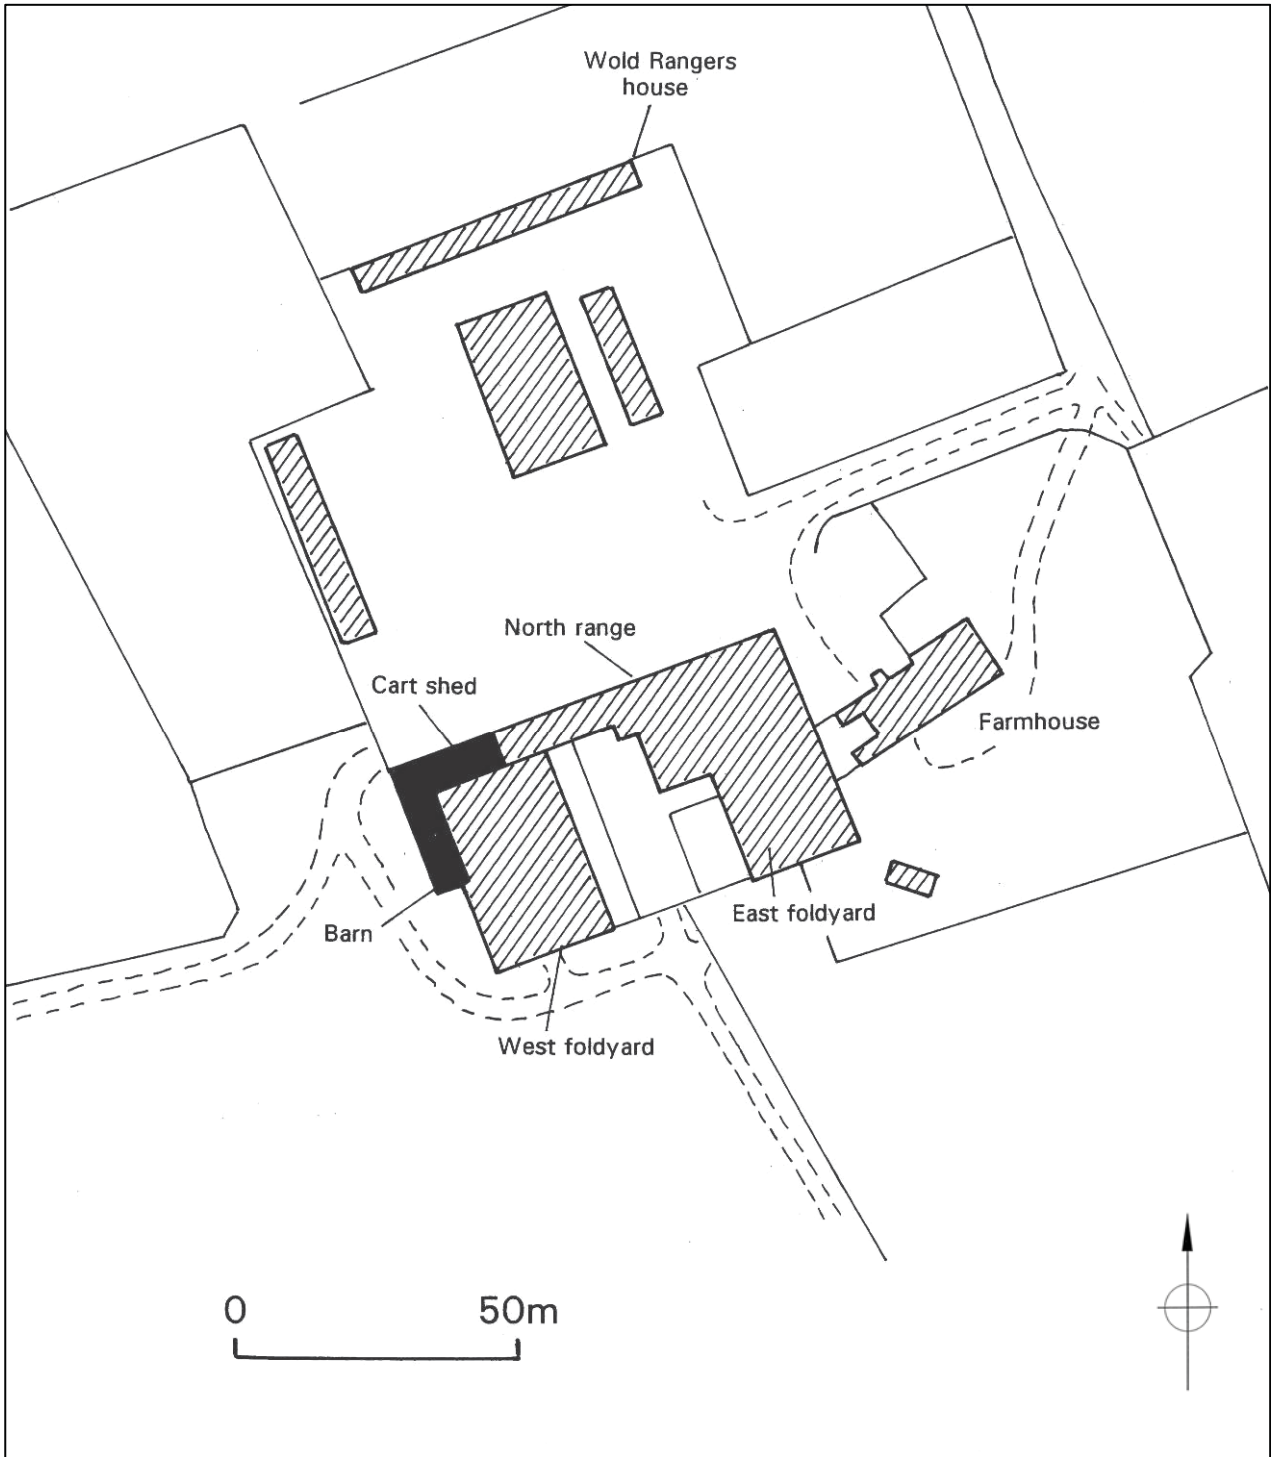 Wold Rangers
house
North range
Cart shed
Farmhouse
East foldyard
Barn
West foldyard
0 50m